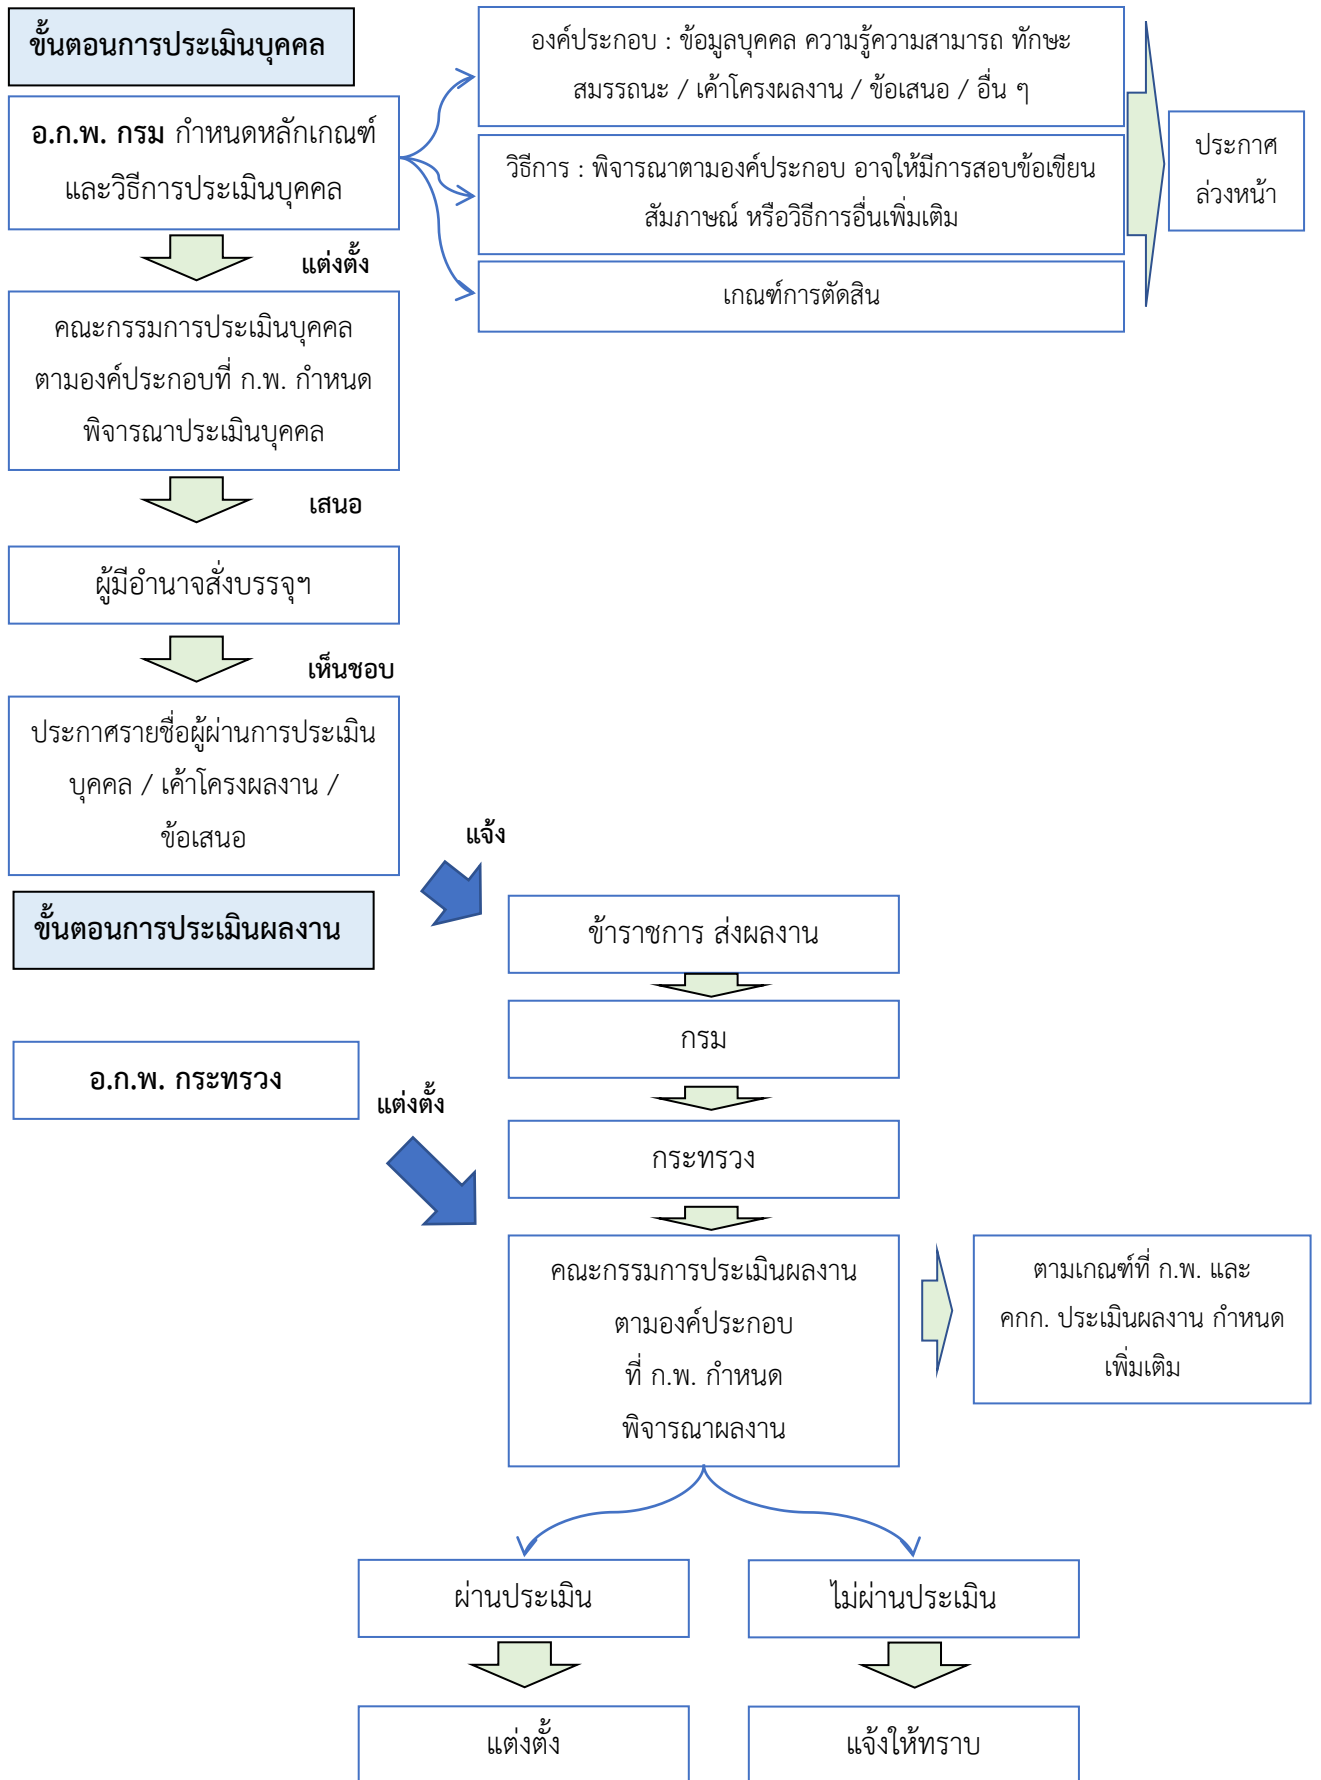 ขั้นตอนการประเมินบุคคล
อ.ก.พ. กรม กำหนดหลักเกณฑ์
และวิธีการประเมินบุคคล
องค์ประกอบ : ข้อมูลบุคคล ความรู้ความสามารถ ทักษะ
สมรรถนะ / เค้าโครงผลงาน / ข้อเสนอ / อื่น ๆ
วิธีการ : พิจารณาตามองค์ประกอบ อาจให้มีการสอบข้อเขียน
สัมภาษณ์ หรือวิธีการอื่นเพิ่มเติม
เกณฑ์การตัดสิน
ประกาศ
ล่วงหน้า
แต่งตั้ง
คณะกรรมการประเมินบุคคล
ตามองค์ประกอบที่ ก.พ. กำหนด
พิจารณาประเมินบุคคล
เสนอ
ผู้มีอำนาจสั่งบรรจุฯ
เห็นชอบ
ประกาศรายชื่อผู้ผ่านการประเมิน
บุคคล / เค้าโครงผลงาน /
ข้อเสนอ
แจ้ง
ขั้นตอนการประเมินผลงาน
ข้าราชการ ส่งผลงาน
กรม
อ.ก.พ. กระทรวง
แต่งตั้ง
กระทรวง
คณะกรรมการประเมินผลงาน
ตามองค์ประกอบ
ที่ ก.พ. กำหนด
พิจารณาผลงาน
ตามเกณฑ์ที่ ก.พ. และ
คกก. ประเมินผลงาน กำหนด
เพิ่มเติม
ผ่านประเมิน
ไม่ผ่านประเมิน
แต่งตั้ง
แจ้งให้ทราบ